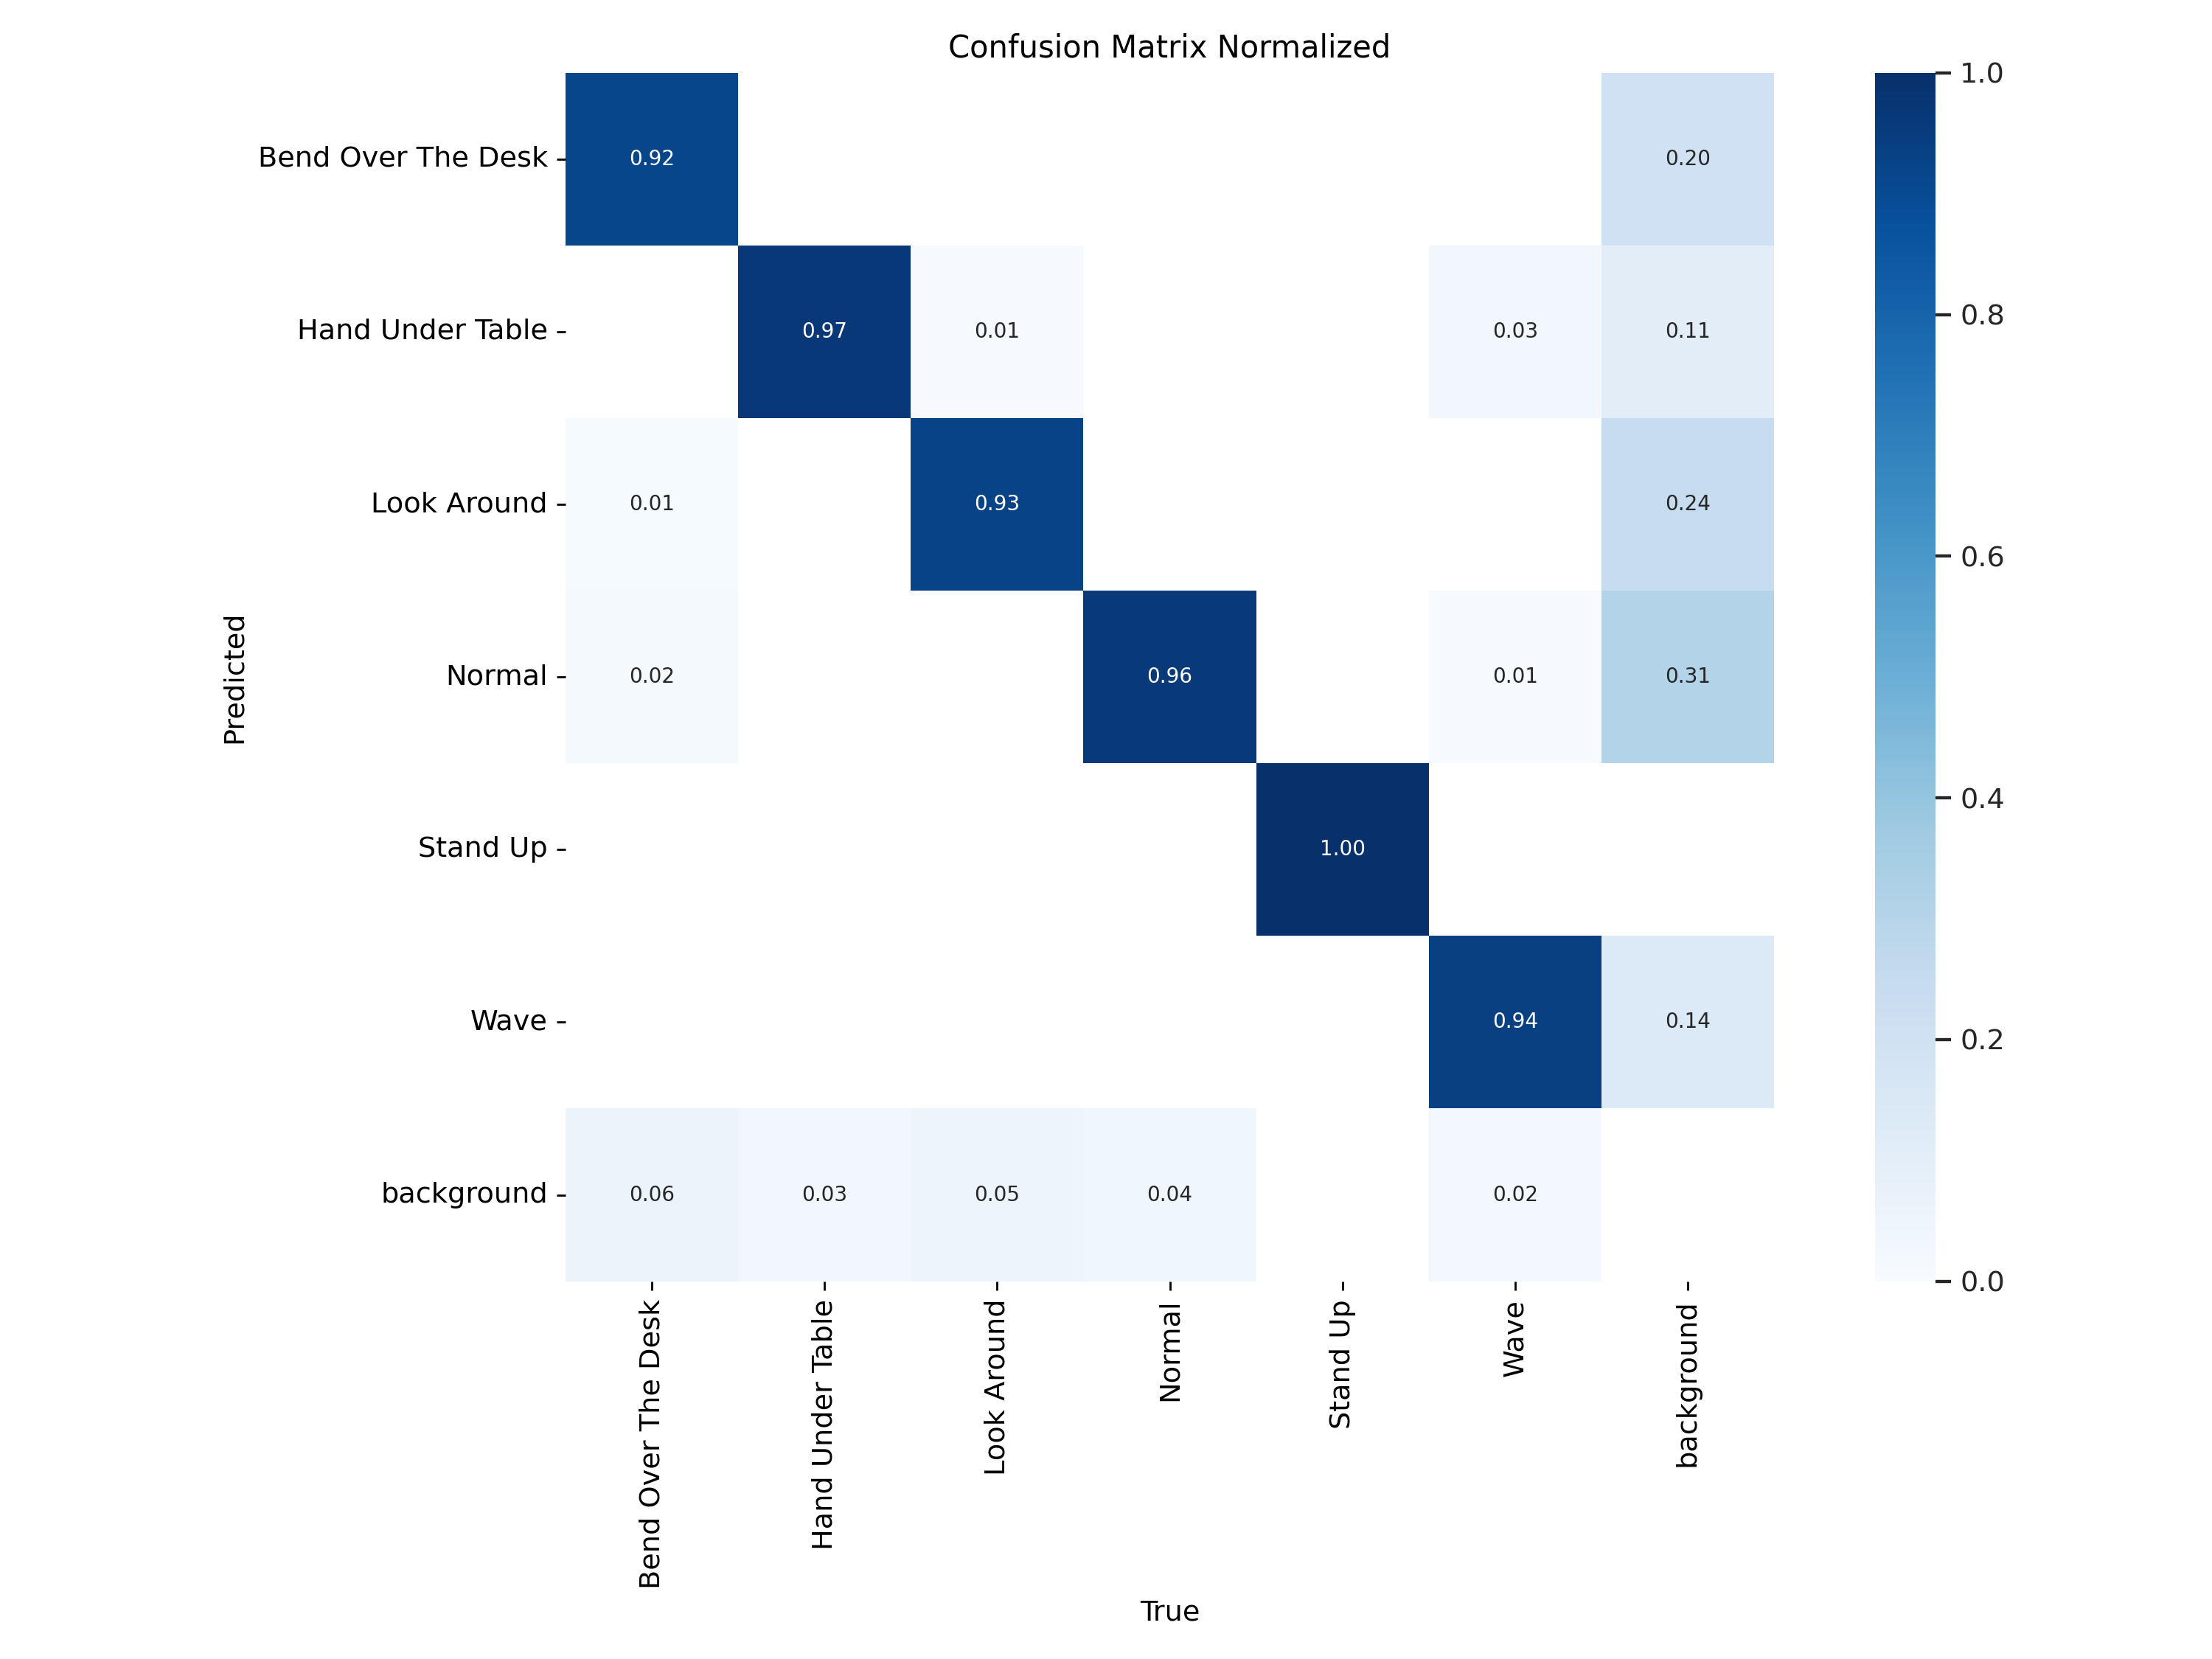 Confusion Matrix Normalized
Bend Over The Desk 0.92 0.20
Hand Under Table 0.97 0.01 0.03 0.11
Look Around 0.01 0.93 0.24
Normal 0.02 0.96 0.01 0.31
Stand Up 1.00
Wave 0.94 0.14
background 0.06 0.03 0.05 0.04 0.02
Predicted
Bend Over The Desk
Hand Under Table
Look Around
Normal
Stand Up
Wave
background
True
1.0
0.8
0.6
0.4
0.2
0.0